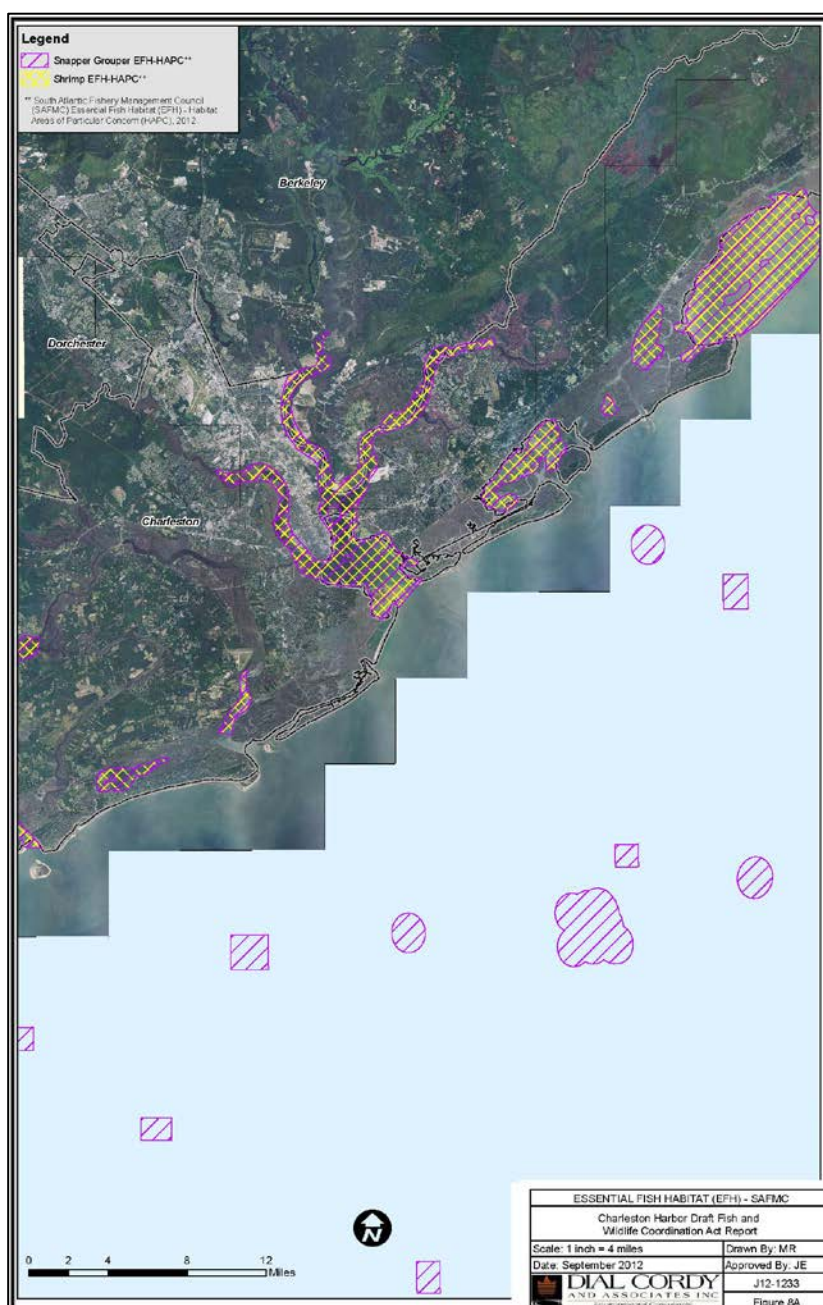 Legend
Snapper Grouper EFH-HAPC**
Shrimp EFH-HAPC**
** South Atlantic Fishery Management Council
(SAFMC) Essential Fish Habitat (EFH) - Habitat
Areas of Particular Concern (HAPC), 2012
Berkeley
Dorchester
Charleston
N
0 2 4 8 12
Miles
ESSENTIAL FISH HABITAT (EFH) - SAFMC
Charleston Harbor Draft Fish and
Wildlife Coordination Act Report
Scale: 1 inch = 4 miles
Drawn By: MR
Date: September 2012
Approved By: JE
DIAL CORDY
AND ASSOCIATES INC
J12-1233
Figure 8A